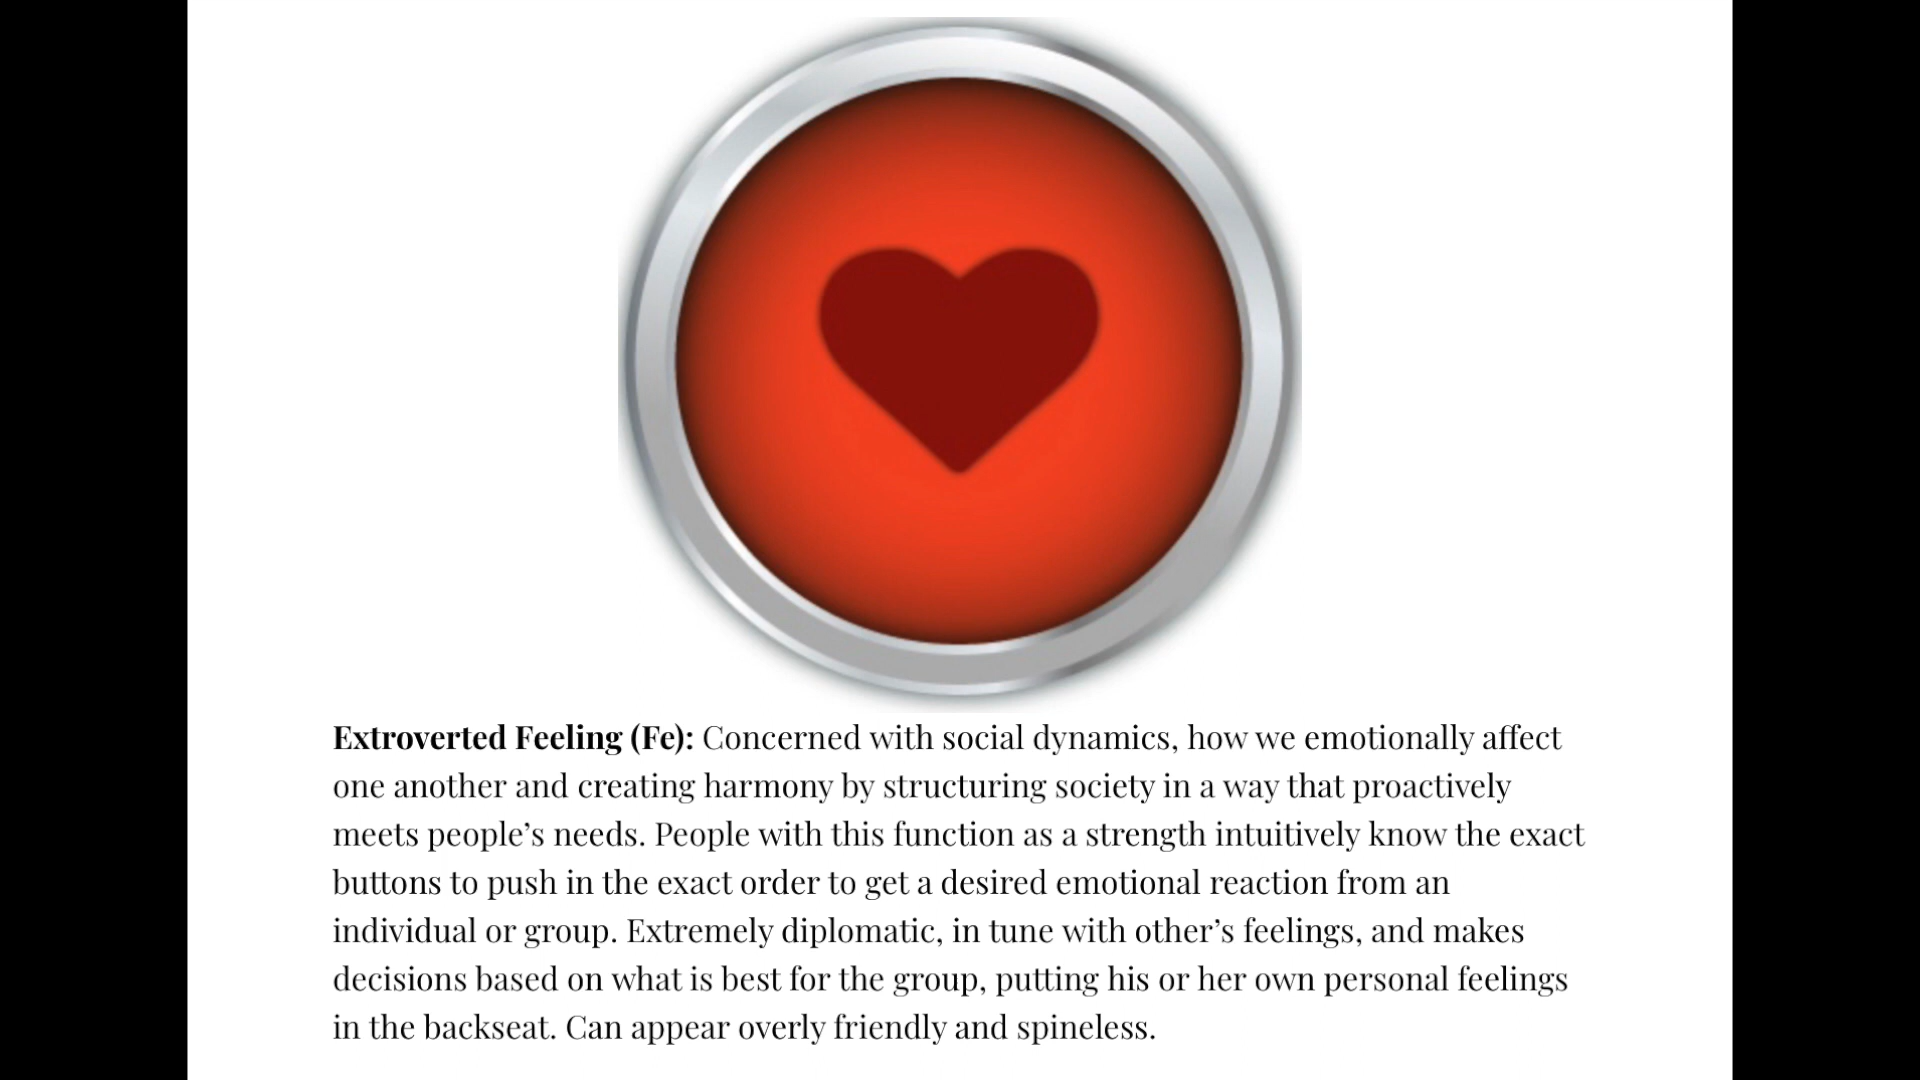 Extroverted Feeling (Fe): Concerned with social dynamics, how we emotionally affect
one another and creating harmony by structuring society in a way that proactively
meets people’s needs. People with this function as a strength intuitively know the exact
buttons to push in the exact order to get a desired emotional reaction from an
individual or group. Extremely diplomatic, in tune with other’s feelings, and makes
decisions based on what is best for the group, putting his or her own personal feelings
in the backseat. Can appear overly friendly and spineless.